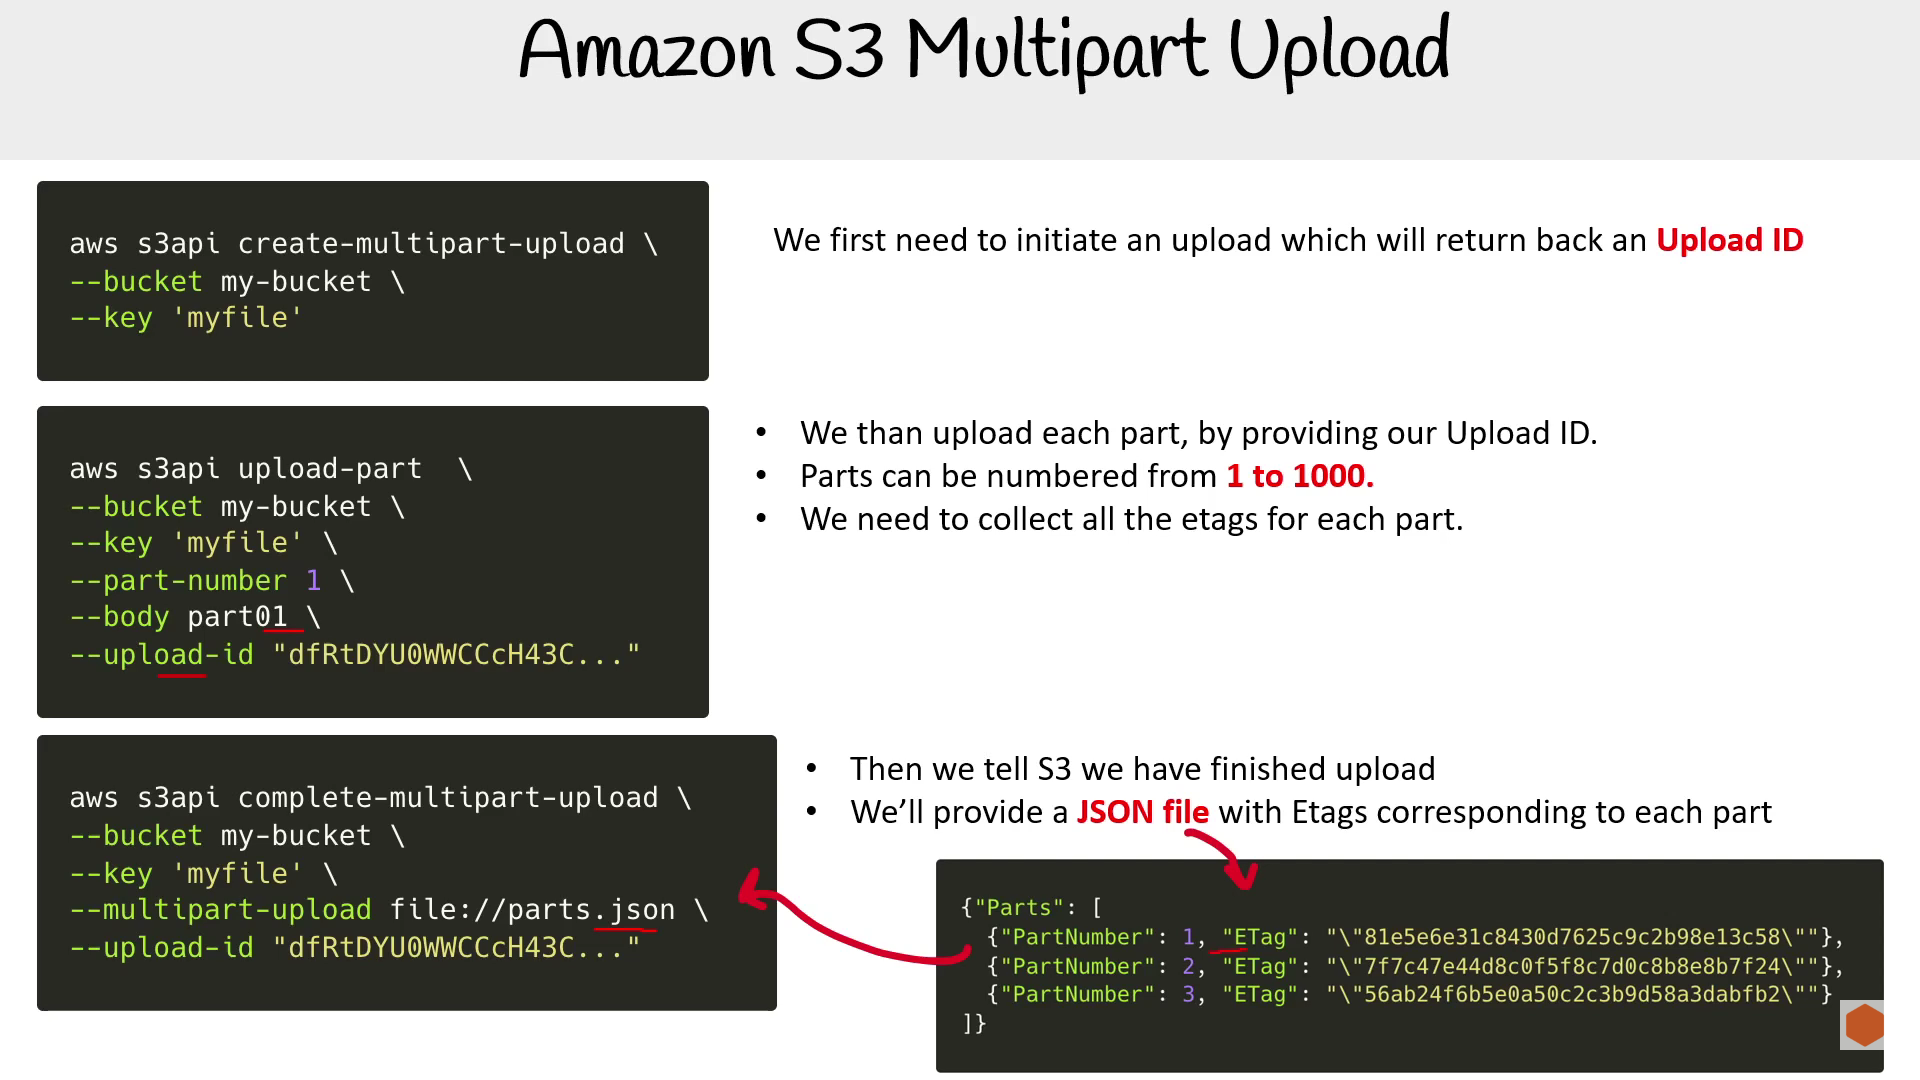 Amazon S3 Multipart Upload
aws s3api create-multipart-upload \
--bucket my-bucket \
--key 'myfile'
We first need to initiate an upload which will return back an Upload ID
aws s3api upload-part  \
--bucket my-bucket \
--key 'myfile' \
--part-number 1 \
--body part01 \
--upload-id "dfRtDYU0WWCCcH43C..."
• We than upload each part, by providing our Upload ID.
• Parts can be numbered from 1 to 1000.
• We need to collect all the etags for each part.
aws s3api complete-multipart-upload \
--bucket my-bucket \
--key 'myfile' \
--multipart-upload file://parts.json \
--upload-id "dfRtDYU0WWCCcH43C..."
• Then we tell S3 we have finished upload
• We’ll provide a JSON file with Etags corresponding to each part
{"Parts": [
{"PartNumber": 1, "ETag": "\"81e5e6e31c8430d7625c9c2b98e13c58\""},
{"PartNumber": 2, "ETag": "\"7f7c47e44d8c0f5f8c7d0c8b8e8b7f24\""},
{"PartNumber": 3, "ETag": "\"56ab24f6b5e0a50c2c3b9d58a3dabfb2\""}
]}